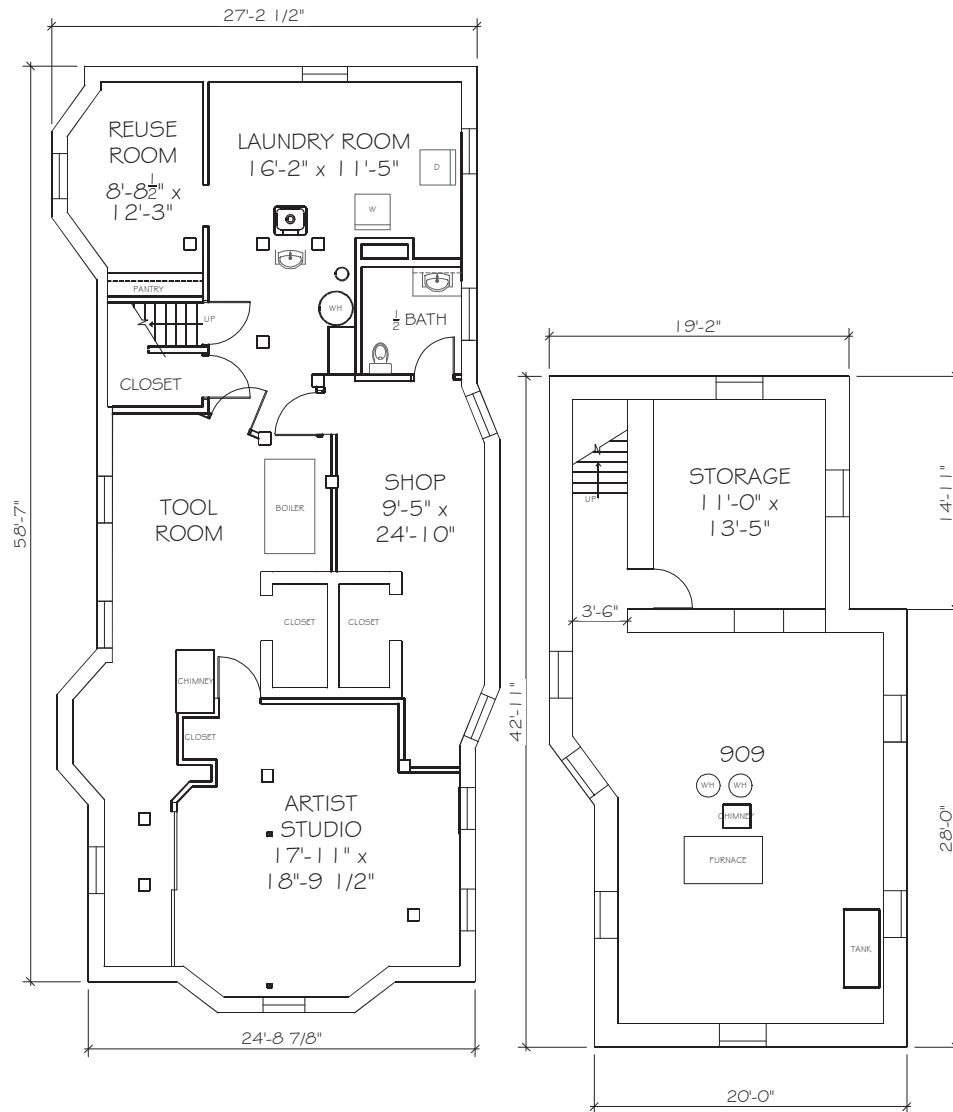 27'-2 1/2"
REUSE
ROOM
8'-8½" x
12'-3"
LAUNDRY ROOM
16'-2" x 11'-5"
D
W
PANTRY
UP
WH
½ BATH
CLOSET
58'-7"
TOOL
ROOM
BOILER
SHOP
9'-5" x
24'-10"
CLOSET
CLOSET
CHIMNEY
CLOSET
ARTIST
STUDIO
17'-11" x
18"-9 1/2"
24'-8 7/8"
19'-2"
STORAGE
11'-0" x
13'-5"
UP
14'-11"
3'-6"
42'-11"
909
WH
WH
CHIMNEY
FURNACE
28'-0"
TANK
20'-0"